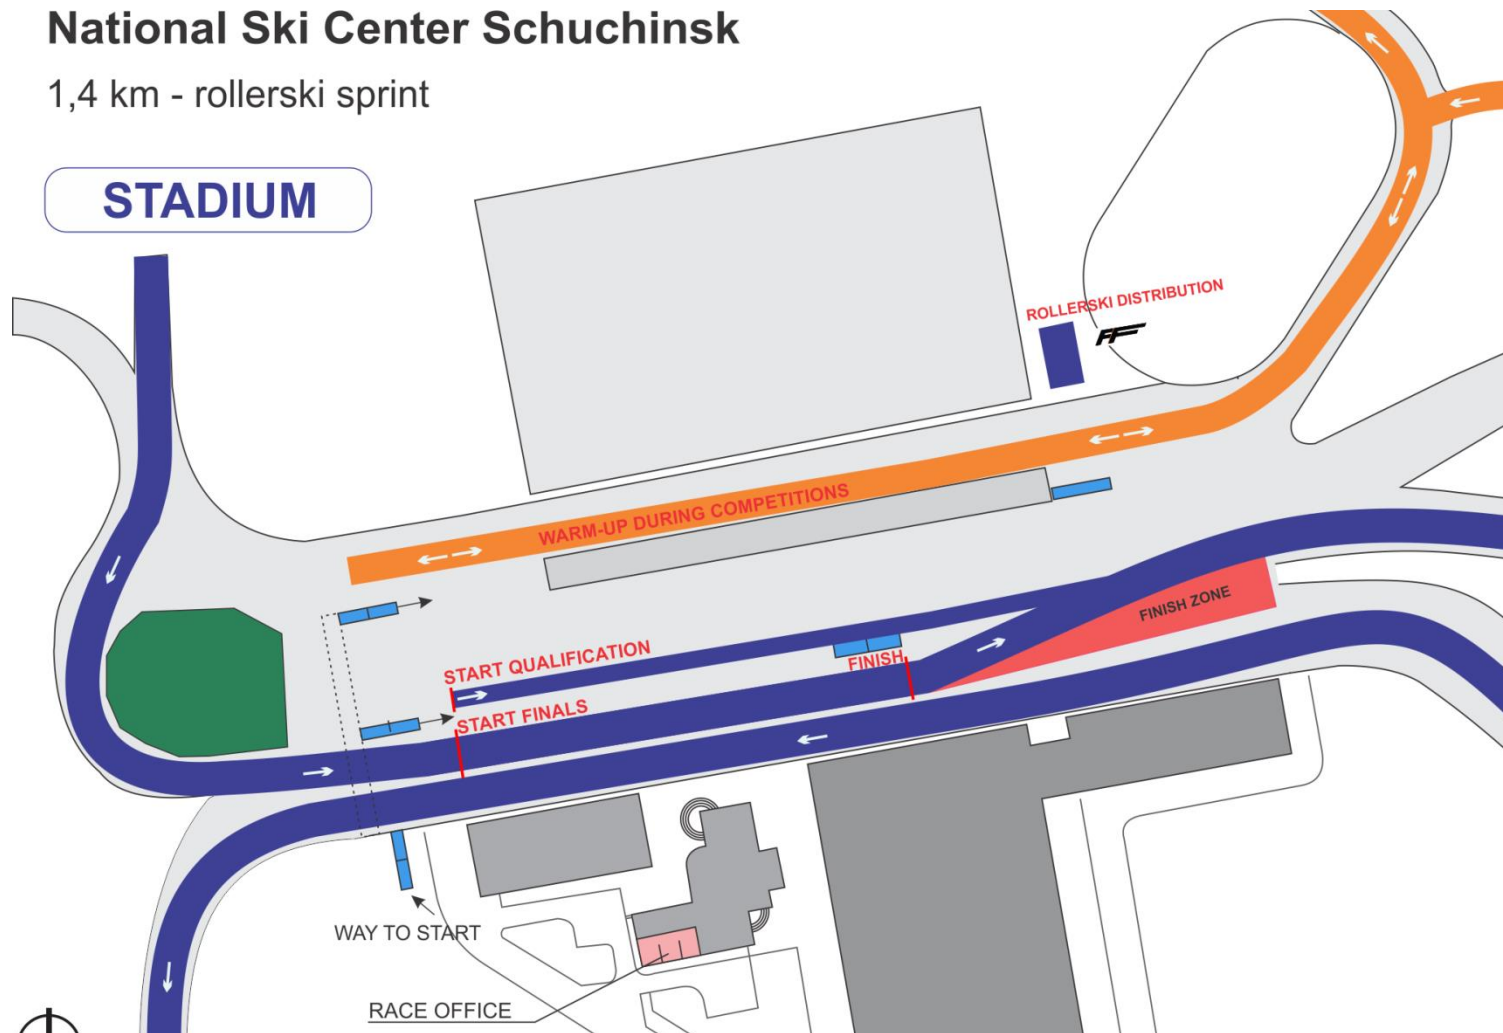 National Ski Center Schuchinsk
1,4 km - rollerski sprint
STADIUM
ROLLERSKI DISTRIBUTION
WARM-UP DURING COMPETITIONS
FINISH ZONE
START QUALIFICATION
FINISH
START FINALS
WAY TO START
RACE OFFICE